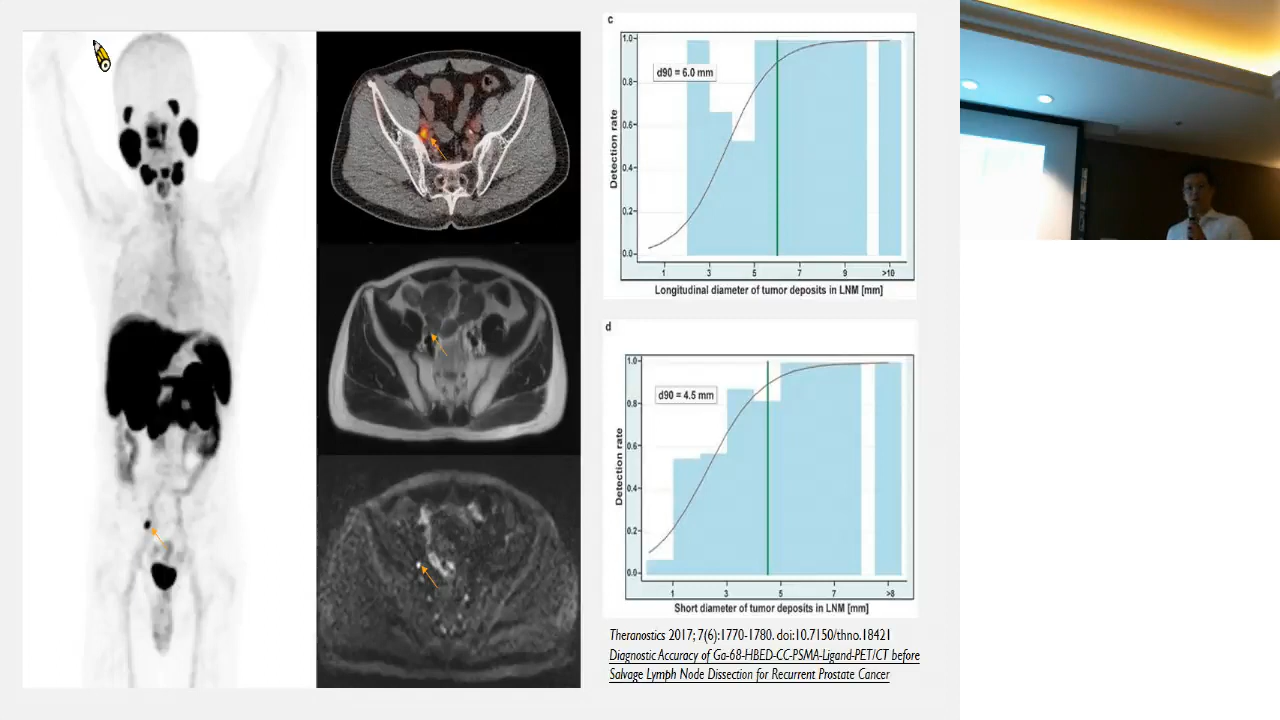 c
d90 = 6.0 mm
Detection rate
1.0
0.8
0.6
0.4
0.2
0.0
1 3 5 7 9 >10
Longitudinal diameter of tumor deposits in LNM [mm]
d
d90 = 4.5 mm
Detection rate
1.0
0.8
0.6
0.4
0.2
0.0
1 3 5 7 >8
Short diameter of tumor deposits in LNM [mm]
Theranostics 2017; 7(6):1770-1780. doi:10.7150/thno.18421
Diagnostic Accuracy of Ga-68-HBED-CC-PSMA-Ligand-PET/CT before
Salvage Lymph Node Dissection for Recurrent Prostate Cancer